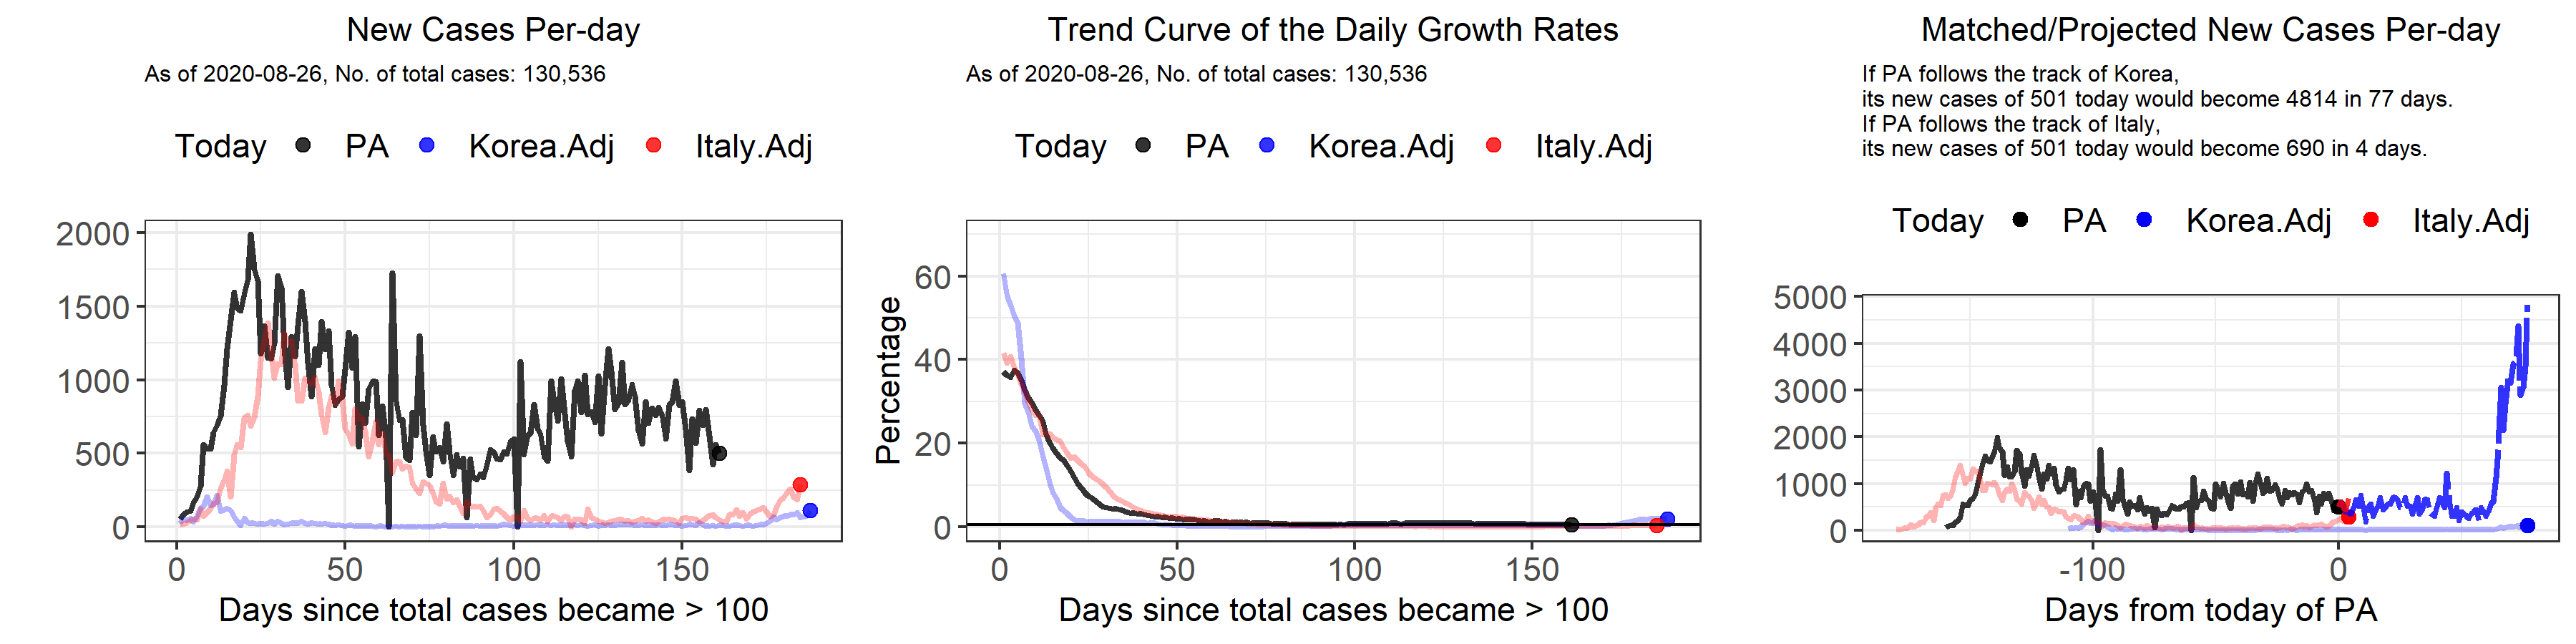 New Cases Per-day
As of 2020-08-26, No. of total cases: 130,536
Today PA Korea.Adj Italy.Adj
2000
1500
1000
500
0
0 50 100 150
Days since total cases became > 100
Trend Curve of the Daily Growth Rates
As of 2020-08-26, No. of total cases: 130,536
Today PA Korea.Adj Italy.Adj
Percentage
60
40
20
0
0 50 100 150
Days since total cases became > 100
Matched/Projected New Cases Per-day
If PA follows the track of Korea,
its new cases of 501 today would become 4814 in 77 days.
If PA follows the track of Italy,
its new cases of 501 today would become 690 in 4 days.
Today PA Korea.Adj Italy.Adj
5000
4000
3000
2000
1000
0
-100 0
Days from today of PA